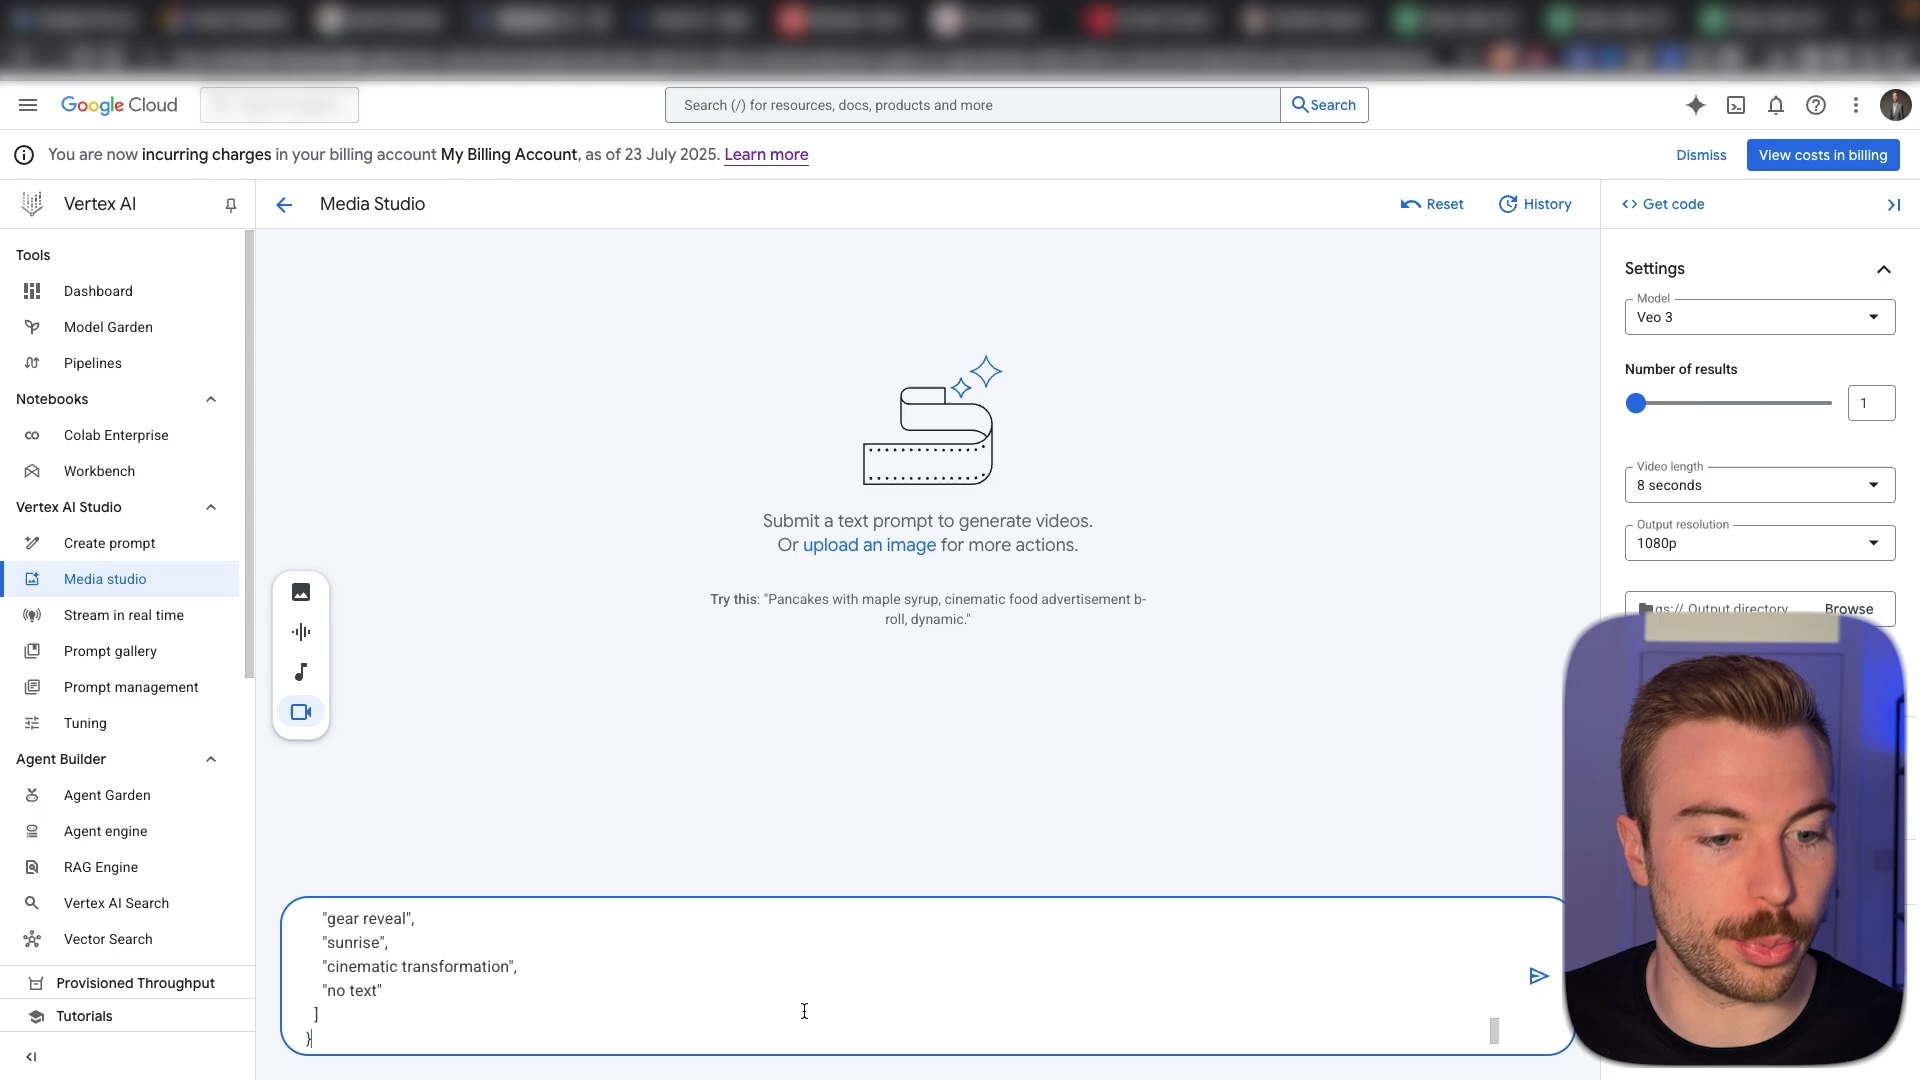 Google Cloud
Search (/) for resources, docs, products and more
Search
You are now incurring charges in your billing account My Billing Account, as of 23 July 2025. Learn more
Dismiss
View costs in billing
Vertex AI
Media Studio
Reset
History
<> Get code
Tools
Dashboard
Model Garden
Pipelines
Notebooks
Colab Enterprise
Workbench
Vertex AI Studio
Create prompt
Media studio
Stream in real time
Prompt gallery
Prompt management
Tuning
Agent Builder
Agent Garden
Agent engine
RAG Engine
Vertex AI Search
Vector Search
Provisioned Throughput
Tutorials
Submit a text prompt to generate videos.
Or upload an image for more actions.
Try this: "Pancakes with maple syrup, cinematic food advertisement b-
roll, dynamic."
"gear reveal",
"sunrise",
"cinematic transformation",
"no text"
]
}
Settings
Model
Veo 3
Number of results
1
Video length
8 seconds
Output resolution
1080p
gs:// Output directory
Browse